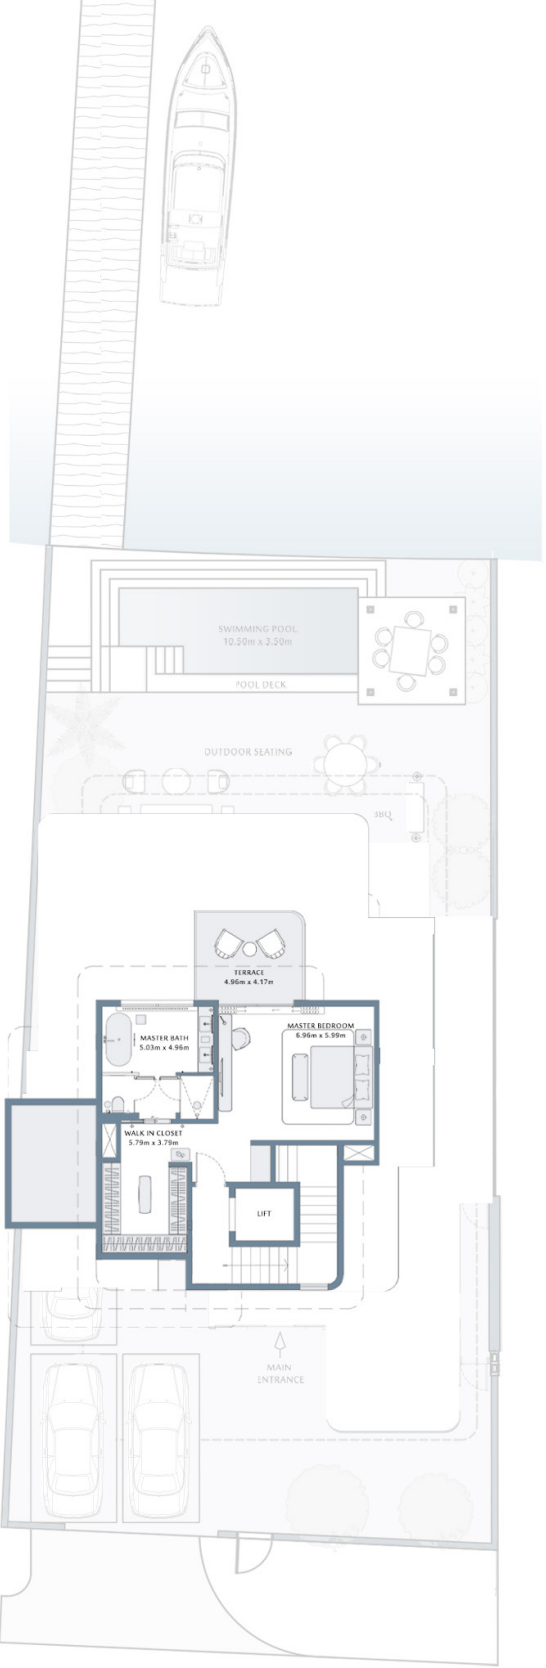 SWIMMING POOL
10.50m x 3.50m
POOL DECK
OUTDOOR SEATING
BBQ
TERRACE
4.96m x 4.17m
MASTER BATH
5.03m x 4.96m
MASTER BEDROOM
6.96m x 5.99m
WALK IN CLOSET
5.79m x 3.79m
LIFT
MAIN
ENTRANCE